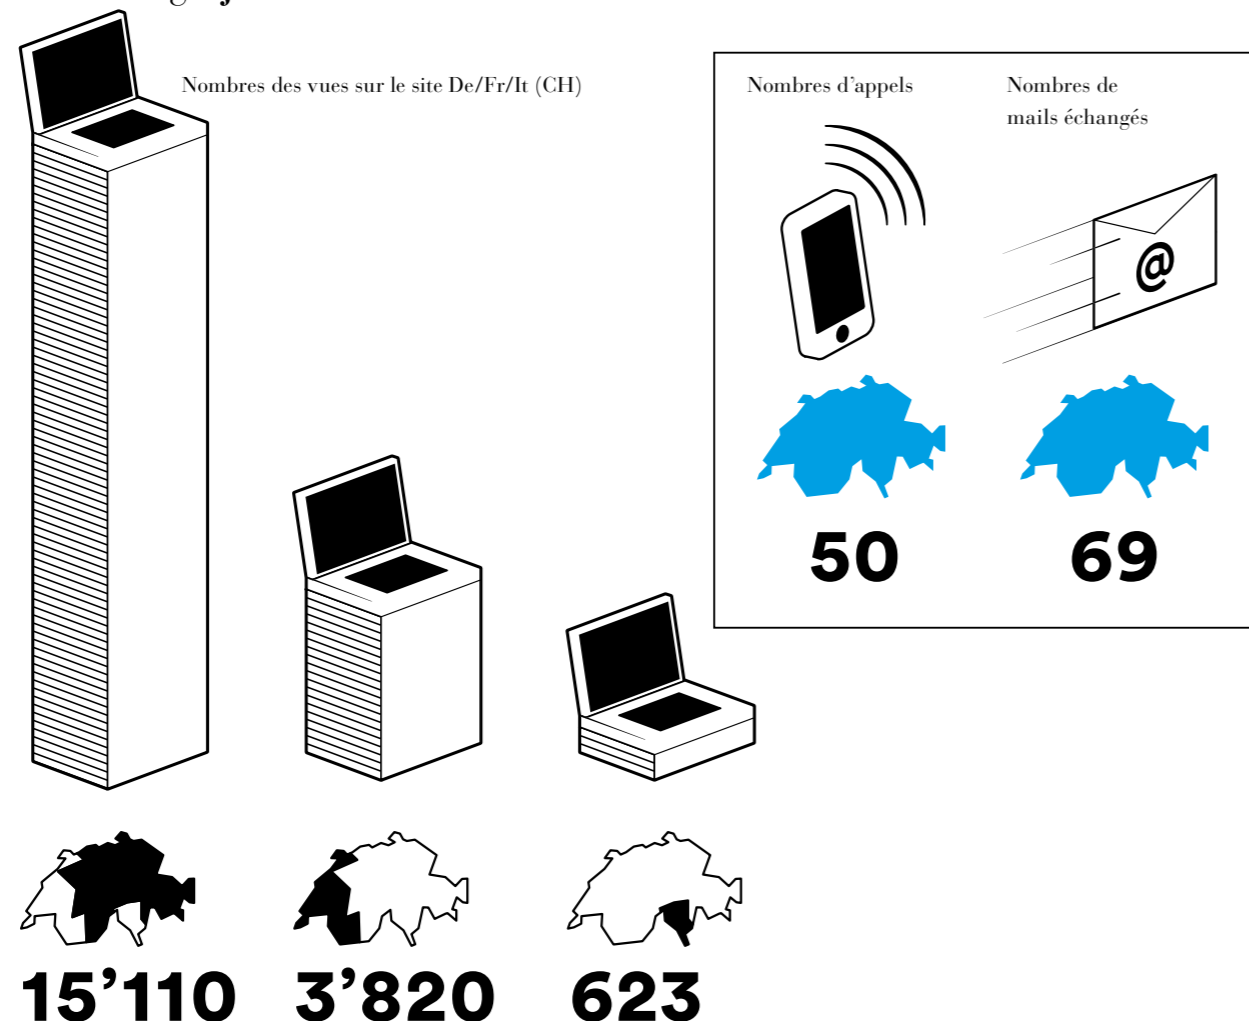 Nombres des vues sur le site De/Fr/It (CH)
Nombres d’appels
Nombres de
mails échangés
@
50
69
15’110
3’820
623